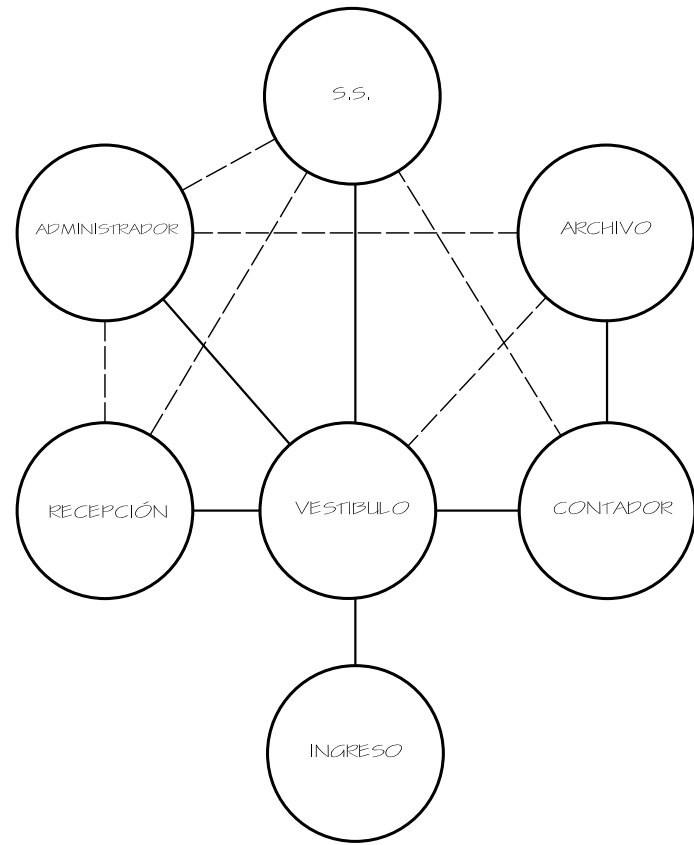 S.S.
ADMINISTRADOR
ARCHIVO
RECEPCIÓN
VESTIBULO
CONTADOR
INGRESO